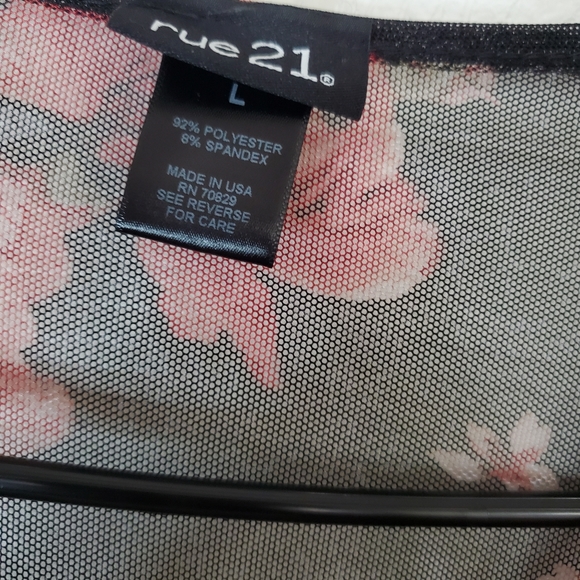 rue21®
L
92% POLYESTER
8% SPANDEX
MADE IN USA
RN 70829
SEE REVERSE
FOR CARE